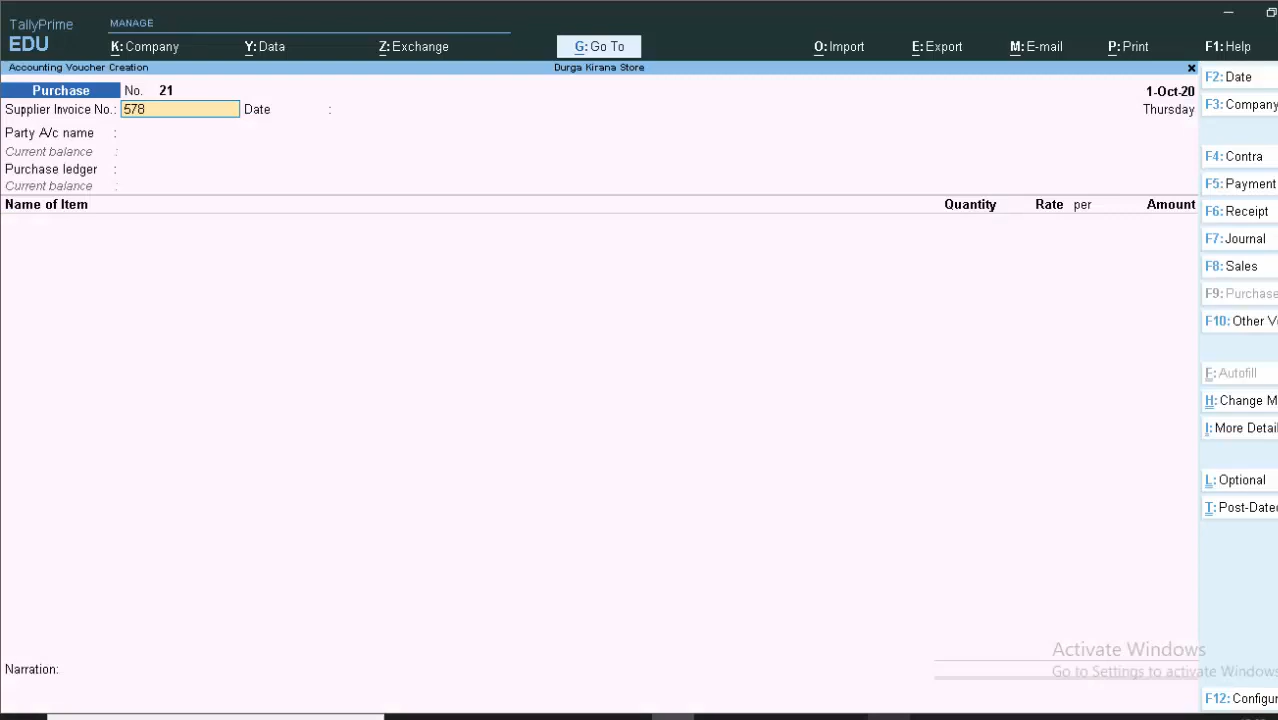 TallyPrime
EDU
MANAGE
K: Company Y: Data Z: Exchange G: Go To O: Import E: Export M: E-mail P: Print F1: Help
Accounting Voucher Creation Durga Kirana Store
Purchase No. 21 1-Oct-20
Supplier Invoice No.: 578 Date : Thursday
Party A/c name :
Current balance :
Purchase ledger :
Current balance :
Name of Item Quantity Rate per Amount
F2: Date
F3: Company
F4: Contra
F5: Payment
F6: Receipt
F7: Journal
F8: Sales
F9: Purchase
F10: Other V
F: Autofill
H: Change M
I: More Detai
L: Optional
T: Post-Date
F12: Configur
Activate Windows
Go to Settings to activate Windows
Narration: